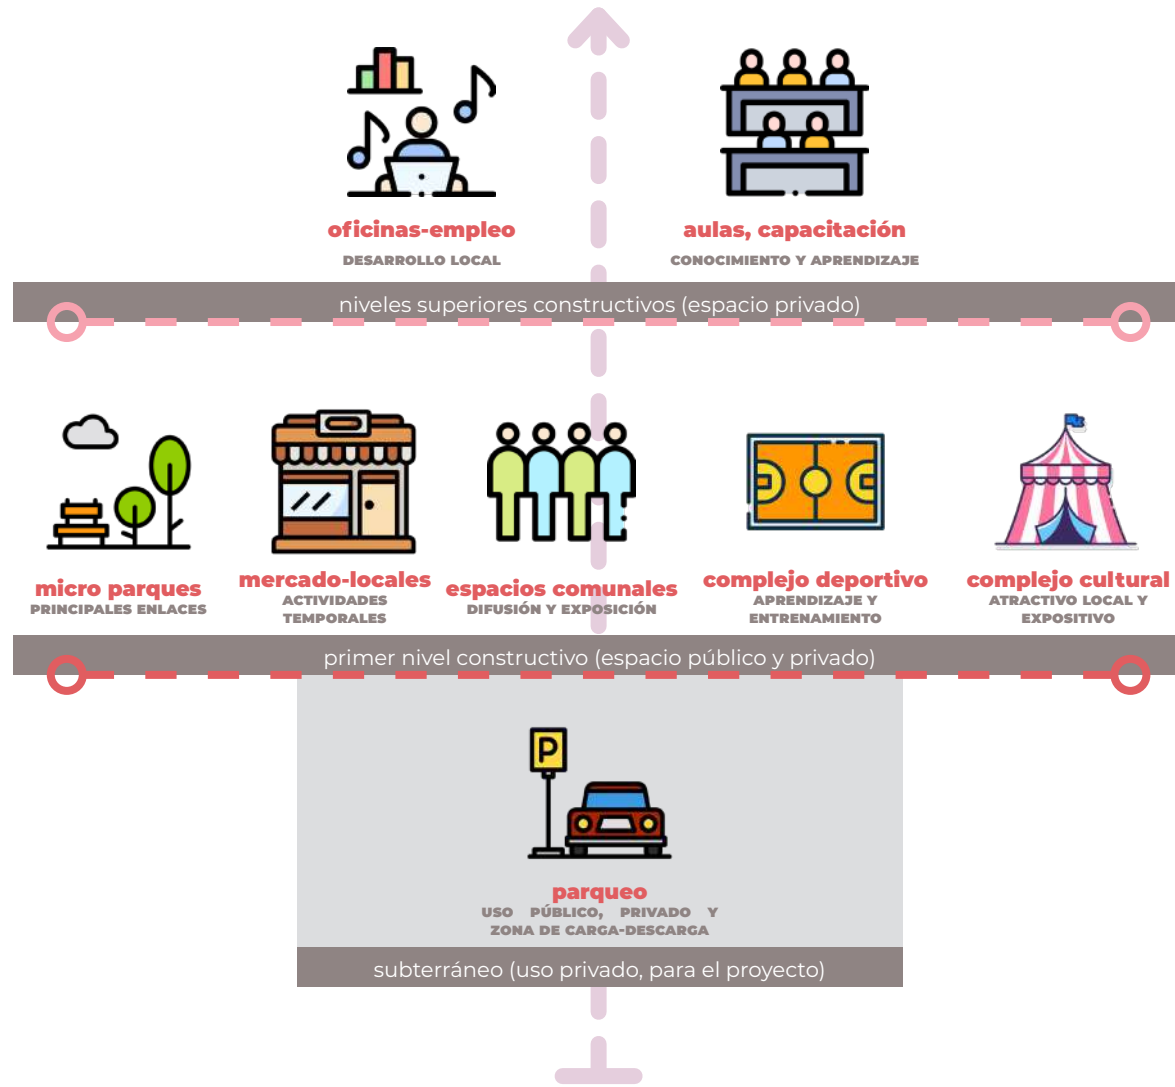 oficinas-empleo
DESARROLLO LOCAL
aulas, capacitación
CONOCIMIENTO Y APRENDIZAJE
niveles superiores constructivos (espacio privado)
micro parques
PRINCIPALES ENLACES
mercado-locales
ACTIVIDADES
TEMPORALES
espacios comunales
DIFUSIÓN Y EXPOSICIÓN
complejo deportivo
APRENDIZAJE Y
ENTRENAMIENTO
complejo cultural
ATRACTIVO LOCAL Y
EXPOSITIVO
primer nivel constructivo (espacio público y privado)
P
parqueo
USO PÚBLICO, PRIVADO Y
ZONA DE CARGA-DESCARGA
subterráneo (uso privado, para el proyecto)